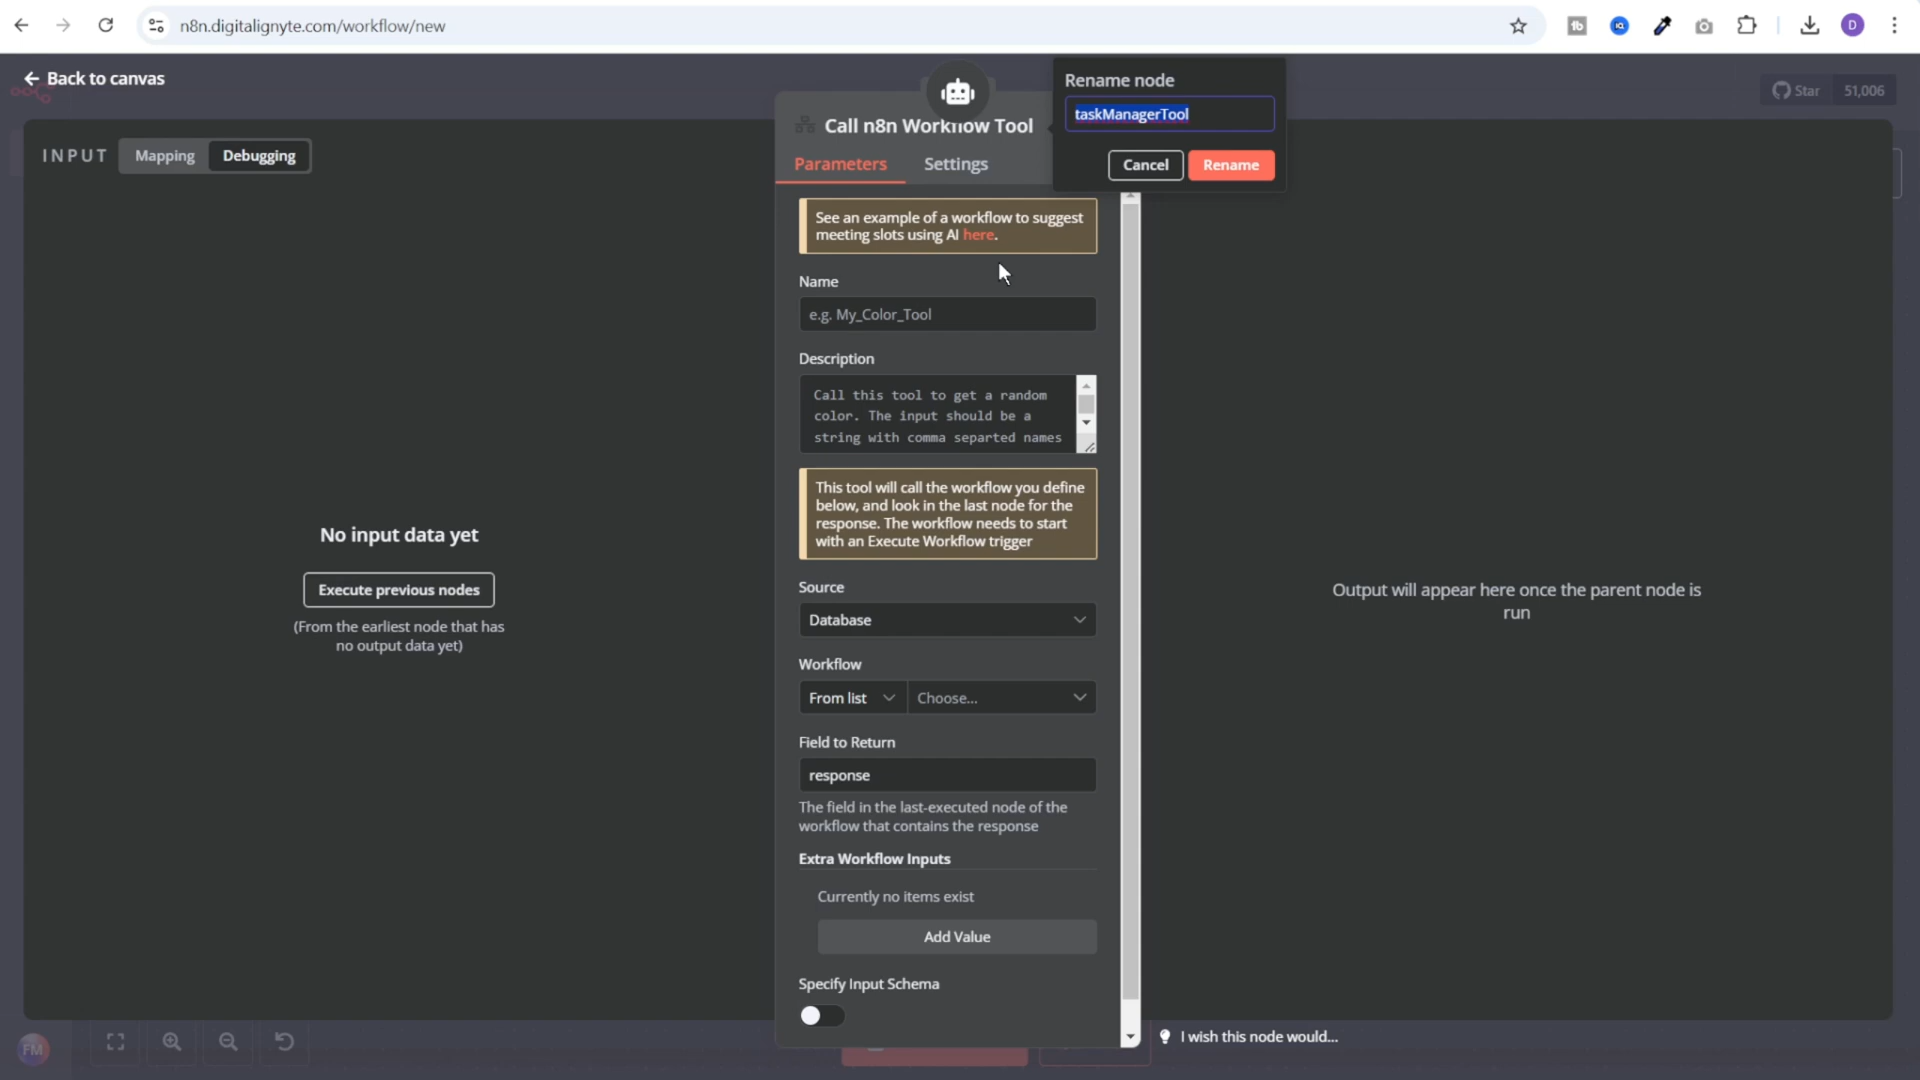 n8n.digitalignyte.com/workflow/new
D
Back to canvas
Star 51,006
INPUT Mapping Debugging
Call n8n Workflow Tool
Rename node
taskManagerTool
Cancel Rename
Parameters Settings
See an example of a workflow to suggest
meeting slots using AI here.
Name
e.g. My_Color_Tool
Description
Call this tool to get a random
color. The input should be a
string with comma separted names
This tool will call the workflow you define
below, and look in the last node for the
response. The workflow needs to start
with an Execute Workflow trigger
Source
Database
Workflow
From list Choose...
Field to Return
response
The field in the last-executed node of the
workflow that contains the response
Extra Workflow Inputs
Currently no items exist
Add Value
Specify Input Schema
No input data yet
Execute previous nodes
(From the earliest node that has
no output data yet)
Output will appear here once the parent node is
run
FM
I wish this node would...